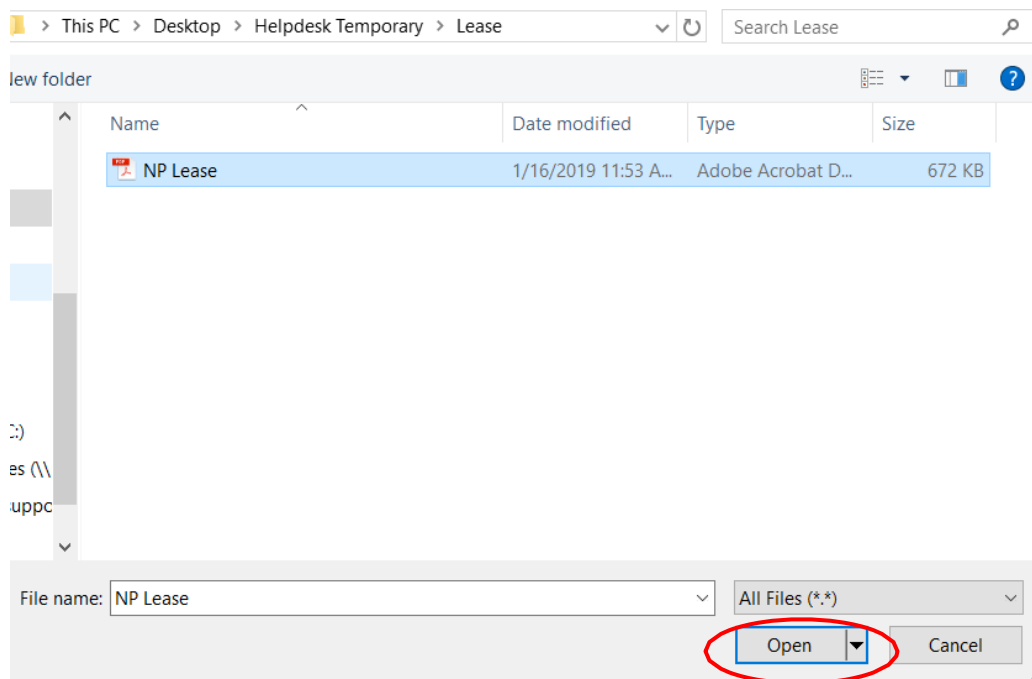 This PC > Desktop > Helpdesk Temporary > Lease Search Lease
New folder ?
Name Date modified Type Size
NP Lease 1/16/2019 11:53 A... Adobe Acrobat D... 672 KB
C:)
es (\\
suppo
File name: NP Lease All Files (*.*)
Open Cancel